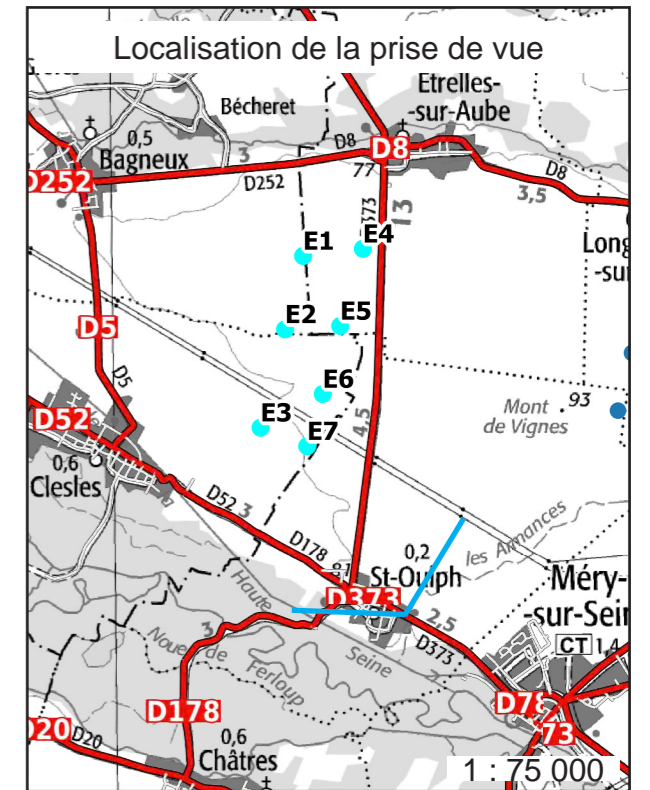 Localisation de la prise de vue
Etrelles-
-sur-Aube
Bécheret
0,5
Bagneux
3
D8
D8
77
D252
D252
D8
3,5
373
13
Long
-su
E1
E4
E2
E5
D5
D5
E6
93
Mont
de Vignes
E3
E7
4,5
D52
0,6
Clesles
D52
3
D178
les Armances
0,2
81
St-Oulph
D373
Méry-
-sur-Sein
2,5
CT
1,4
Haute
Seine
D373
3
Noue de Ferloup
2
D178
D78
73
D20
D20
0,6
Châtres
1 : 75 000